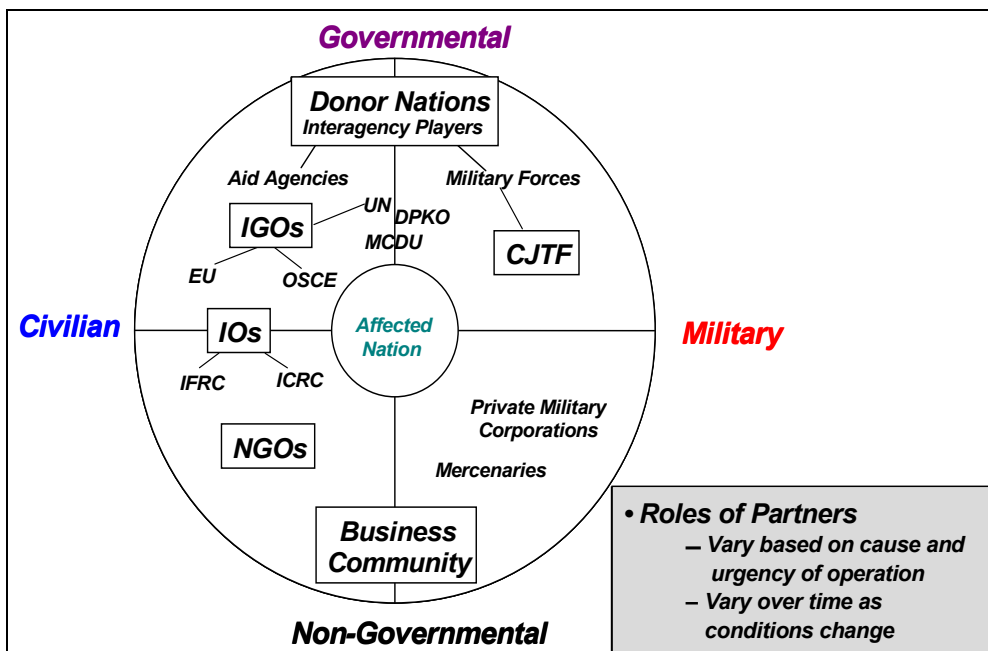 Governmental
Donor Nations
Interagency Players
Aid Agencies
Military Forces
UN
DPKO
IGOs
MCDU
CJTF
EU
OSCE
Civilian
IOs
Affected
Nation
Military
IFRC
ICRC
Private Military
Corporations
NGOs
Mercenaries
Business
Community
Non-Governmental
• Roles of Partners
– Vary based on cause and
urgency of operation
– Vary over time as
conditions change